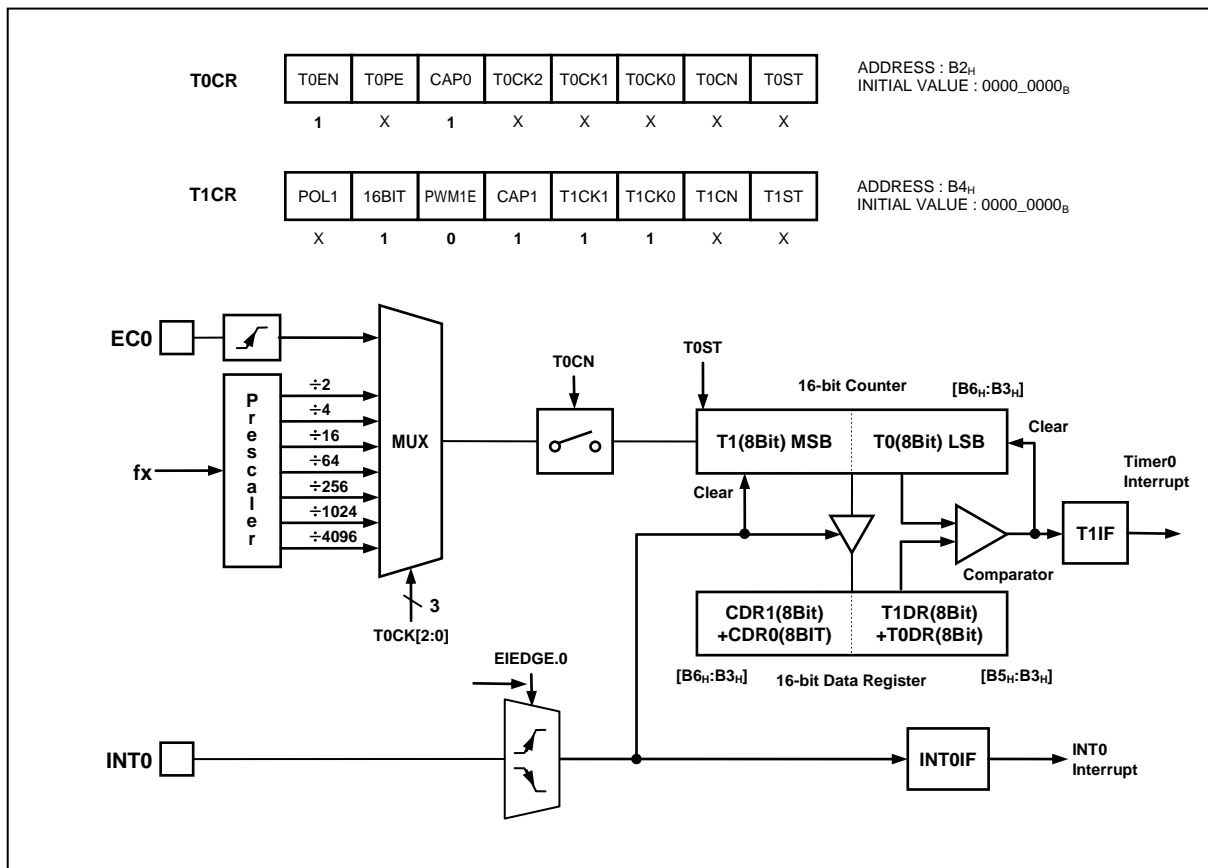 T0CR
T0EN T0PE CAP0 T0CK2 T0CK1 T0CK0 T0CN T0ST
ADDRESS : B2H
INITIAL VALUE : 0000_0000B
1 X 1 X X X X X
T1CR
POL1 16BIT PWM1E CAP1 T1CK1 T1CK0 T1CN T1ST
ADDRESS : B4H
INITIAL VALUE : 0000_0000B
X 1 0 1 1 1 X X
EC0
fx
Prescaler
÷2
÷4
÷16
÷64
÷256
÷1024
÷4096
MUX
3
T0CK[2:0]
T0CN
T0ST
16-bit Counter
[B6H:B3H]
T1(8Bit) MSB
T0(8Bit) LSB
Clear
Clear
Comparator
T1IF
Timer0
Interrupt
CDR1(8Bit)
+CDR0(8BIT)
T1DR(8Bit)
+T0DR(8Bit)
[B6H:B3H]
16-bit Data Register
[B5H:B3H]
EIEDGE.0
INT0
INT0IF
INT0
Interrupt